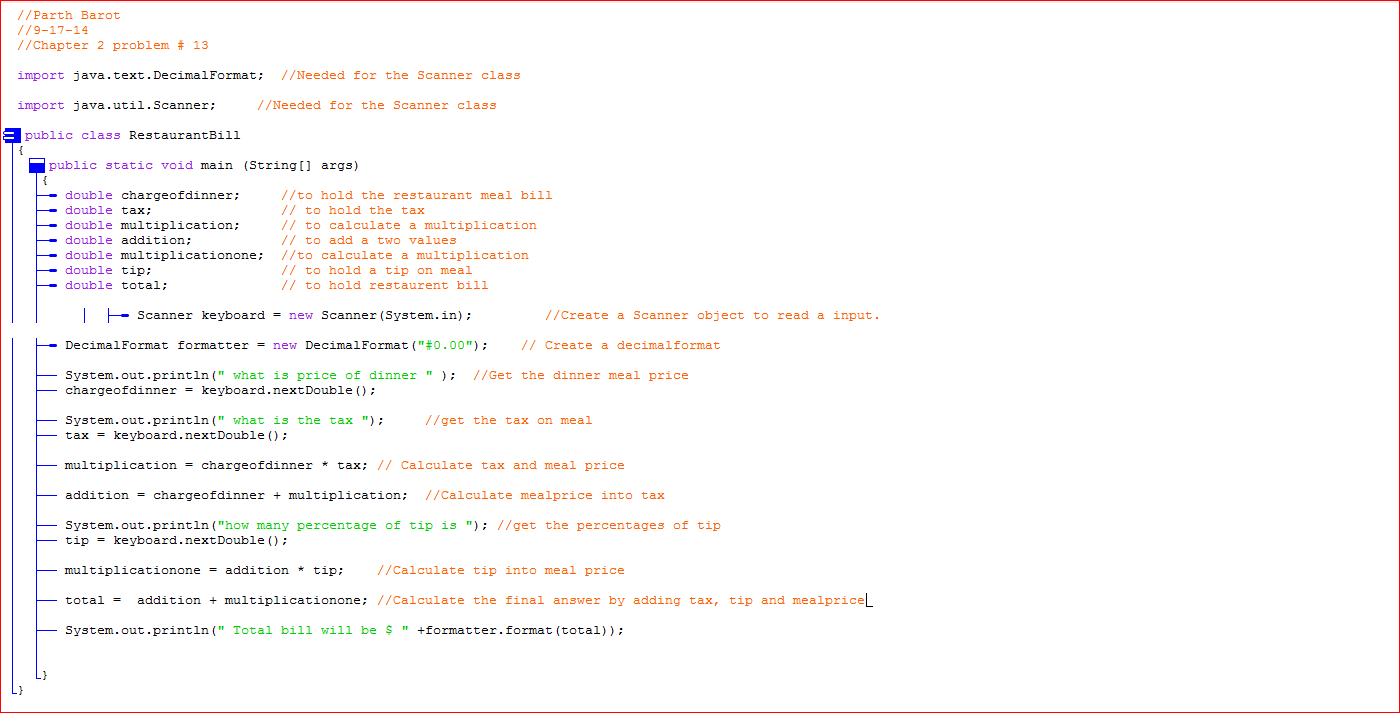 //Parth Barot
//9-17-14
//Chapter 2 problem # 13
import java.text.DecimalFormat;  //Needed for the Scanner class
import java.util.Scanner;     //Needed for the Scanner class
public class RestaurantBill
{
public static void main (String[] args)
{
double chargeofdinner;     //to hold the restaurant meal bill
double tax;                // to hold the tax
double multiplication;     // to calculate a multiplication
double addition;           // to add a two values
double multiplicationone;  //to calculate a multiplication
double tip;                // to hold a tip on meal
double total;              // to hold restaurent bill
Scanner keyboard = new Scanner(System.in);         //Create a Scanner object to read a input.
DecimalFormat formatter = new DecimalFormat("#0.00");    // Create a decimalformat
System.out.println(" what is price of dinner " );  //Get the dinner meal price
chargeofdinner = keyboard.nextDouble();
System.out.println(" what is the tax ");     //get the tax on meal
tax = keyboard.nextDouble();
multiplication = chargeofdinner * tax; // Calculate tax and meal price
addition = chargeofdinner + multiplication;  //Calculate mealprice into tax
System.out.println("how many percentage of tip is "); //get the percentages of tip
tip = keyboard.nextDouble();
multiplicationone = addition * tip;    //Calculate tip into meal price
total =  addition + multiplicationone; //Calculate the final answer by adding tax, tip and mealprice
System.out.println(" Total bill will be $ " +formatter.format(total));
}
}